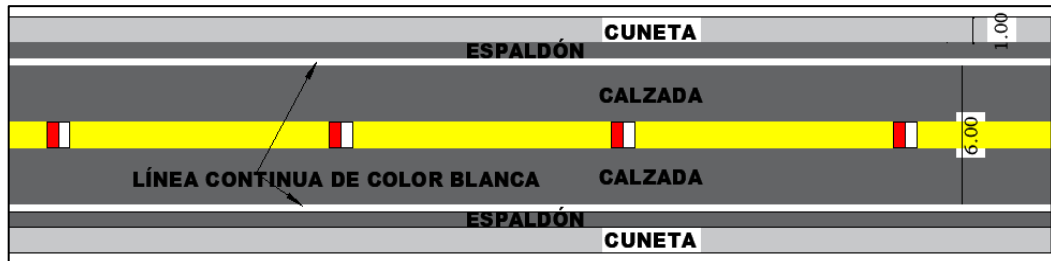 CUNETA
1.00
ESPALDÓN
CALZADA
6.00
LÍNEA CONTINUA DE COLOR BLANCA
CALZADA
ESPALDÓN
CUNETA